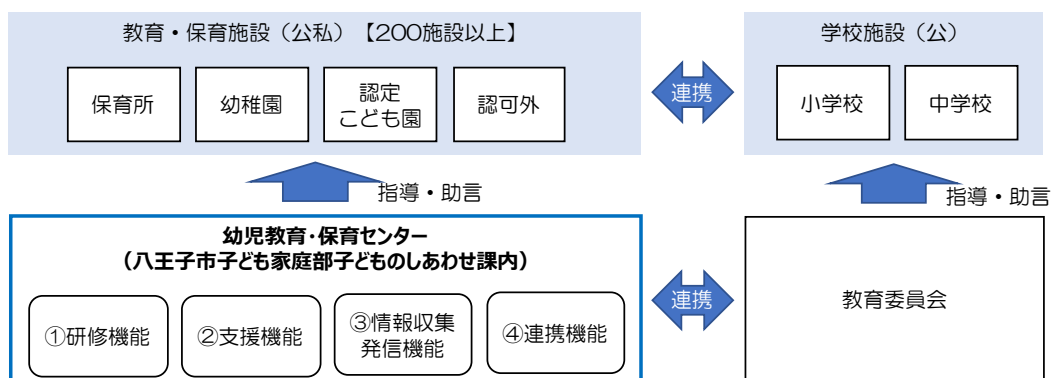 教育・保育施設（公私）【200施設以上】
保育所
幼稚園
認定
こども園
認可外
連携
学校施設（公）
小学校
中学校
指導・助言
指導・助言
幼児教育・保育センター
（八王子市子ども家庭部子どものしあわせ課内）
①研修機能
②支援機能
③情報収集
発信機能
④連携機能
連携
教育委員会